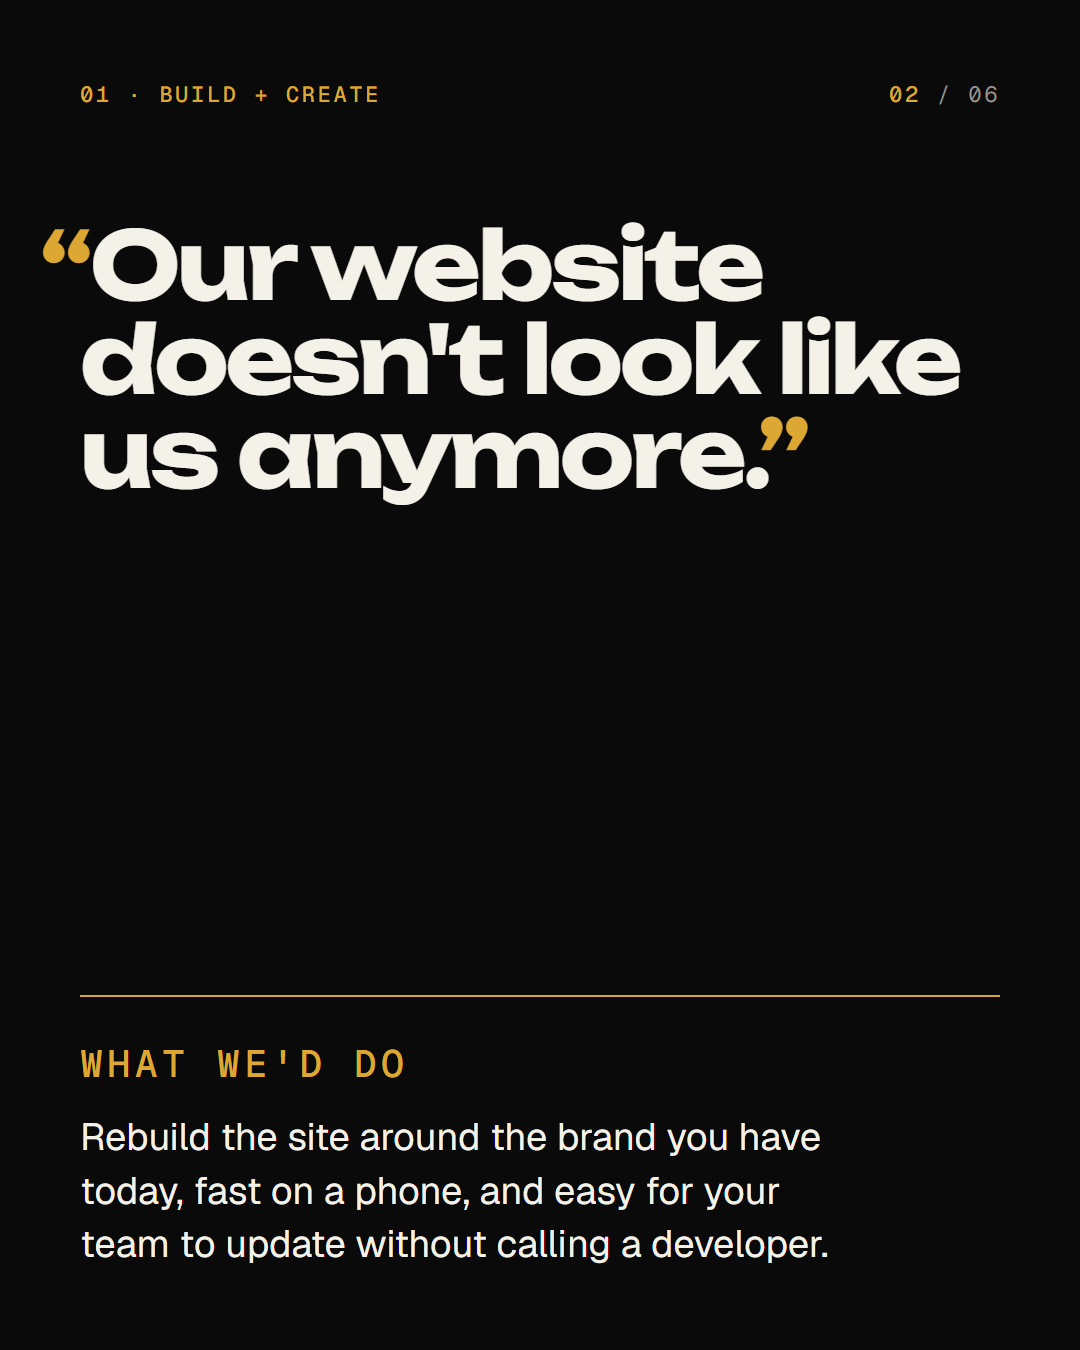 01 · BUILD + CREATE
02 / 06
“Our website
doesn't look like
us anymore.”
WHAT WE'D DO
Rebuild the site around the brand you have
today, fast on a phone, and easy for your
team to update without calling a developer.